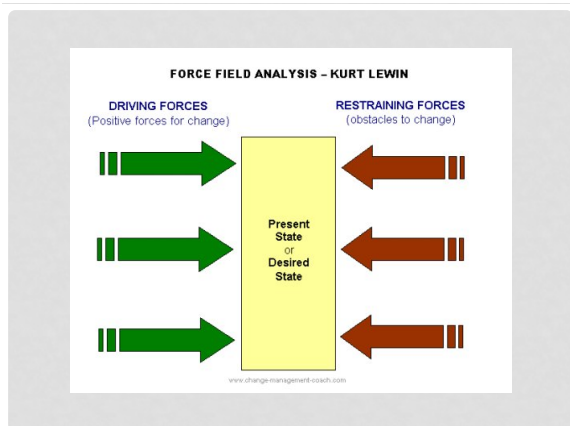 FORCE FIELD ANALYSIS – KURT LEWIN
DRIVING FORCES
(Positive forces for change)
RESTRAINING FORCES
(obstacles to change)
Present
State
or
Desired
State
www.change-management-coach.com